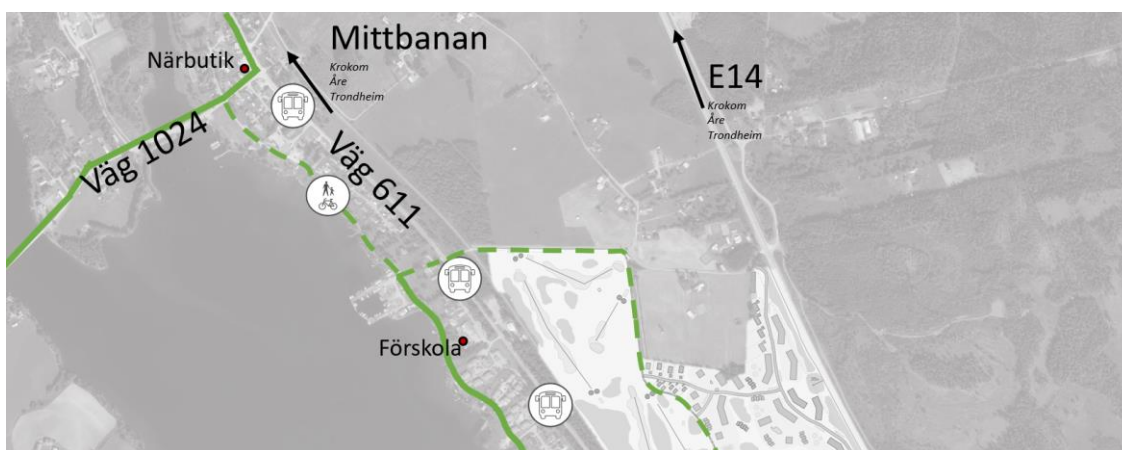 Mittbanan
Krokom
Åre
Trondheim
Närbutik
E14
Krokom
Åre
Trondheim
Väg 1024
Väg 611
Förskola